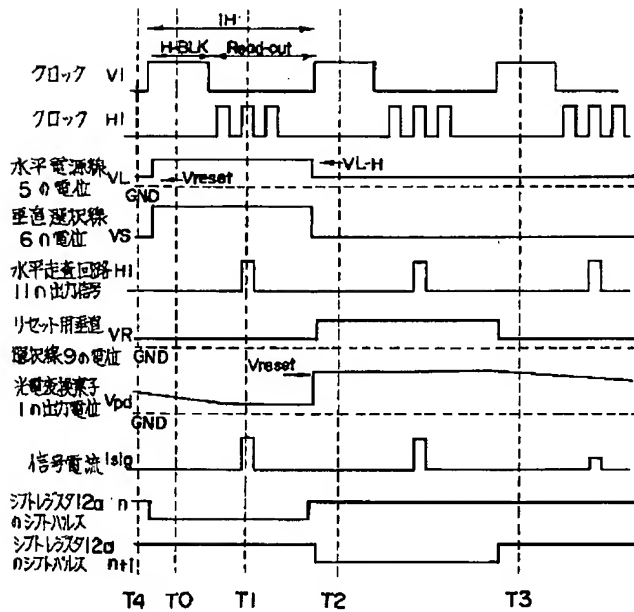 1H
H-BLK Read-out
クロック V1
クロック H1
水平電源線
5の電位 VL
VL-H
Vreset
GND
垂直選択線
6の電位 VS
水平走査回路 H1
11の出力信号
リセット用垂直 VR
選択線9の電位 GND
Vreset
光電変換素子
1の出力電位 Vpd
GND
信号電流 Isig
シフトレジスタ12a n
のシフトパルス
シフトレジスタ12a
のシフトパルス n+1
T4 T0 T1 T2 T3